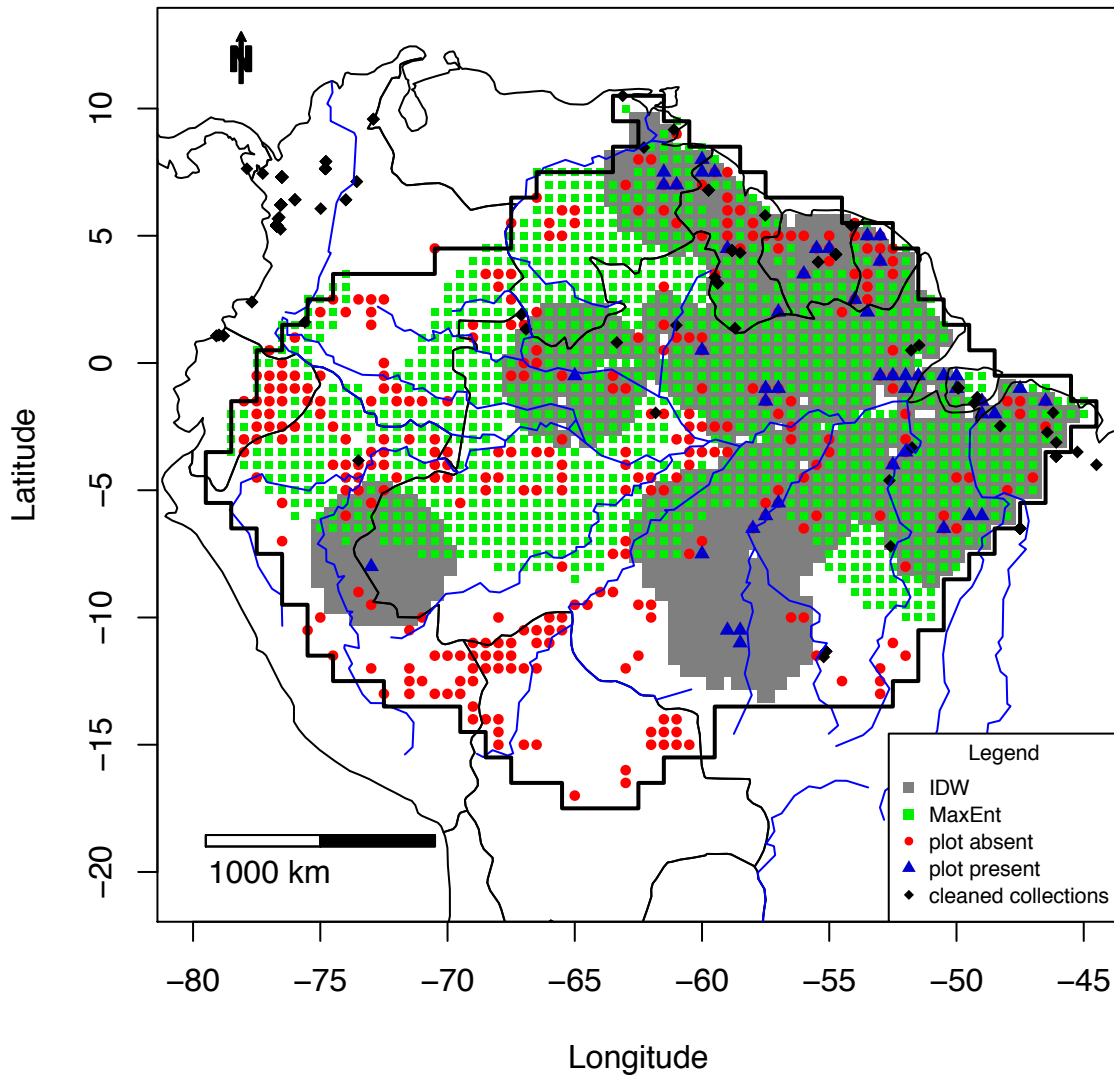 N
10
5
0
−5
−10
−15
−20
Latitude
1000 km
Legend
IDW
MaxEnt
plot absent
plot present
cleaned collections
−80 −75 −70 −65 −60 −55 −50 −45
Longitude